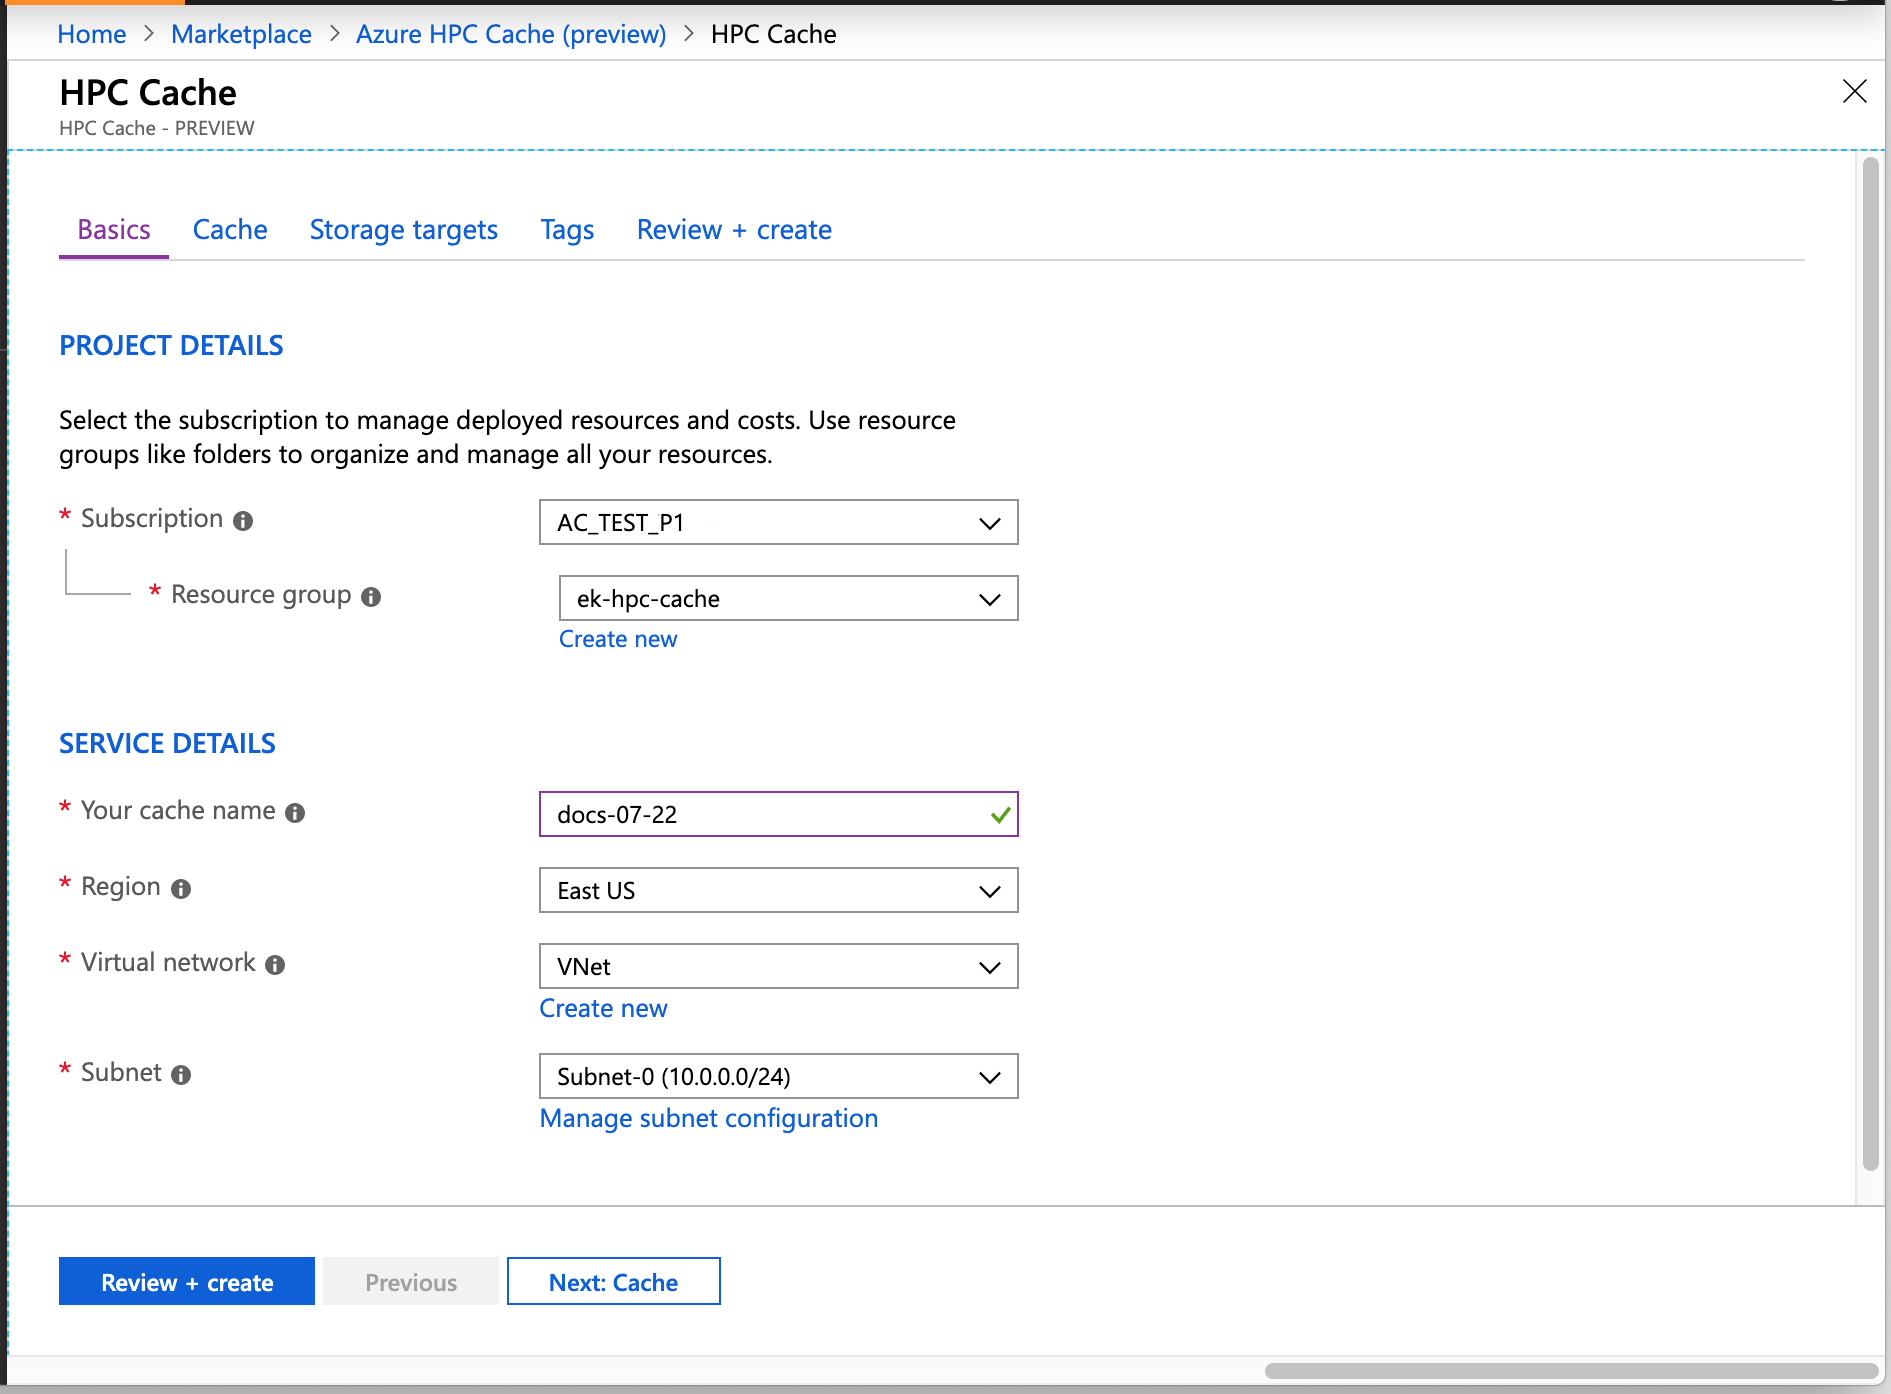 Home > Marketplace > Azure HPC Cache (preview) > HPC Cache
HPC Cache
HPC Cache - PREVIEW
Basics Cache Storage targets Tags Review + create
PROJECT DETAILS
Select the subscription to manage deployed resources and costs. Use resource
groups like folders to organize and manage all your resources.
* Subscription AC_TEST_P1
* Resource group ek-hpc-cache
Create new
SERVICE DETAILS
* Your cache name docs-07-22
* Region East US
* Virtual network VNet
Create new
* Subnet Subnet-0 (10.0.0.0/24)
Manage subnet configuration
Review + create Previous Next: Cache